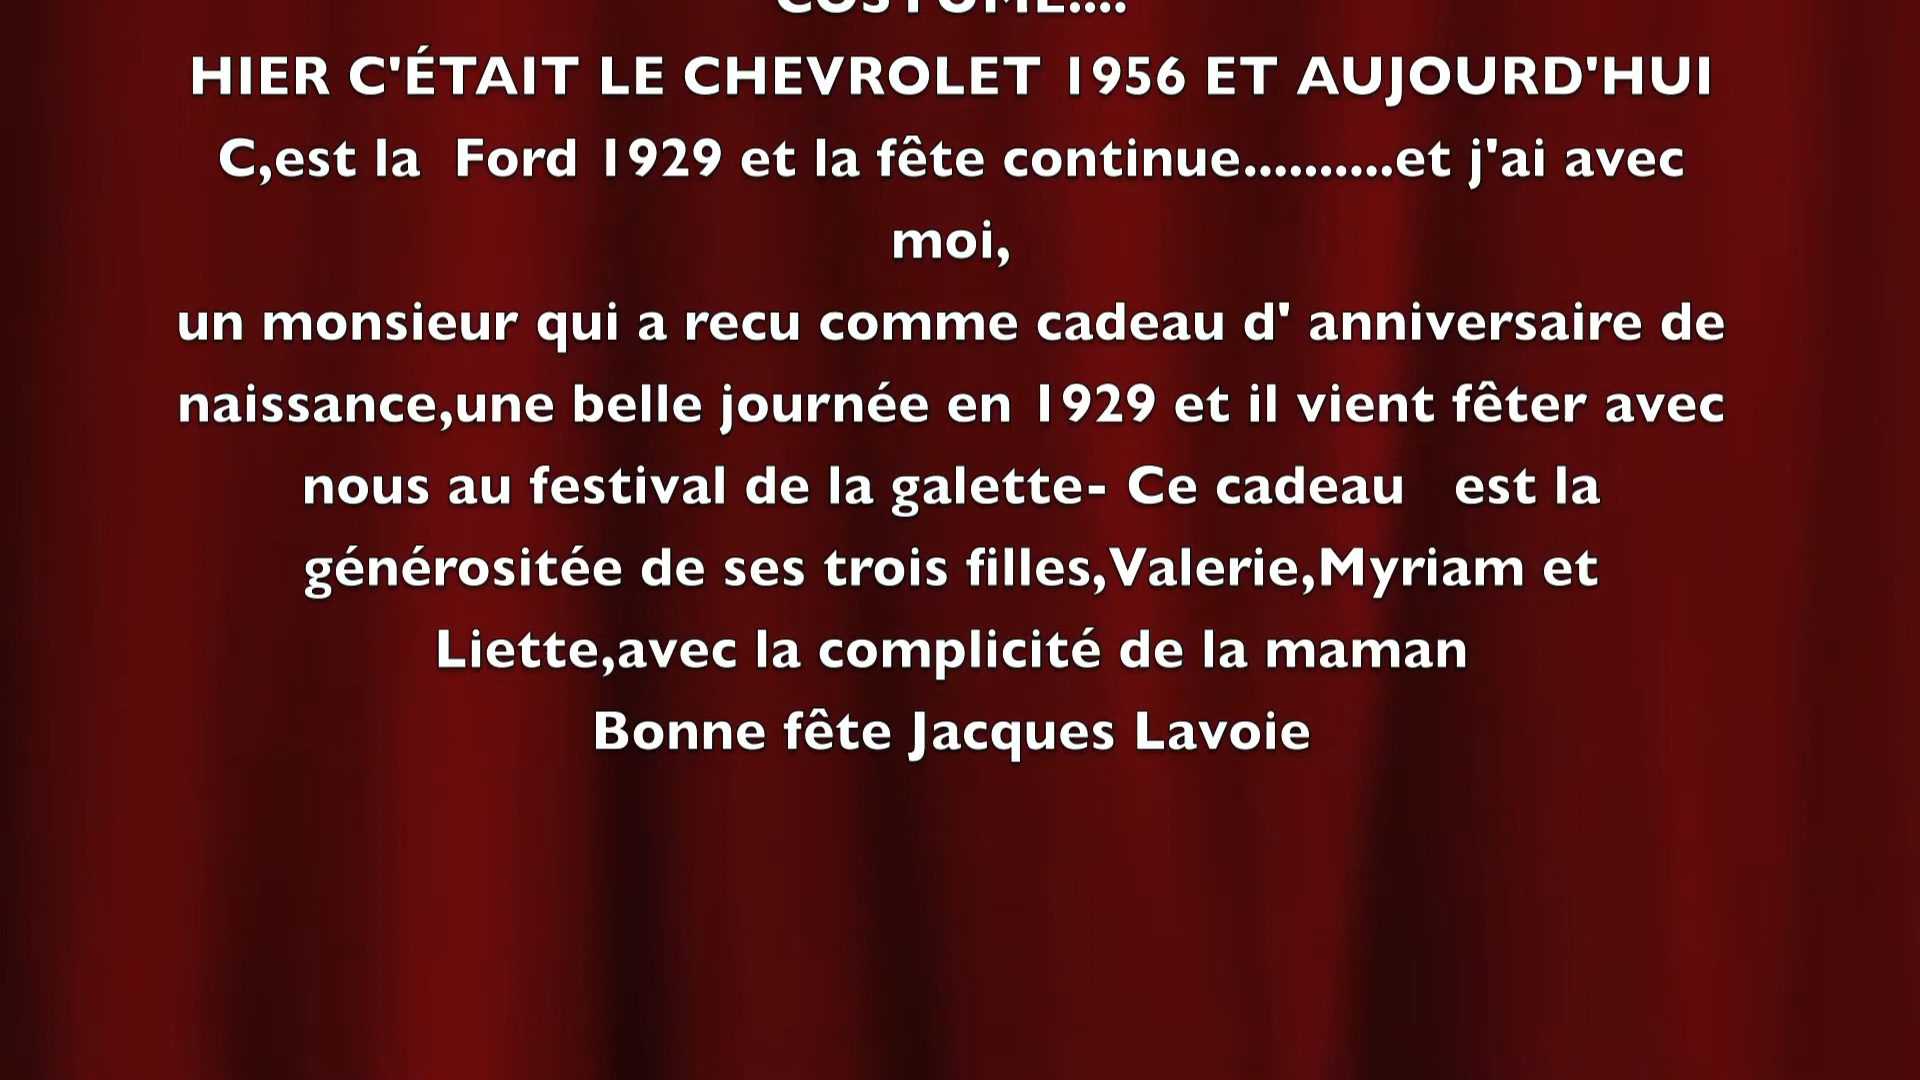 COSTUME....
HIER C'ÉTAIT LE CHEVROLET 1956 ET AUJOURD'HUI
C,est la  Ford 1929 et la fête continue..........et j'ai avec
moi,
un monsieur qui a recu comme cadeau d' anniversaire de
naissance,une belle journée en 1929 et il vient fêter avec
nous au festival de la galette- Ce cadeau   est la
générositée de ses trois filles,Valerie,Myriam et
Liette,avec la complicité de la maman
Bonne fête Jacques Lavoie